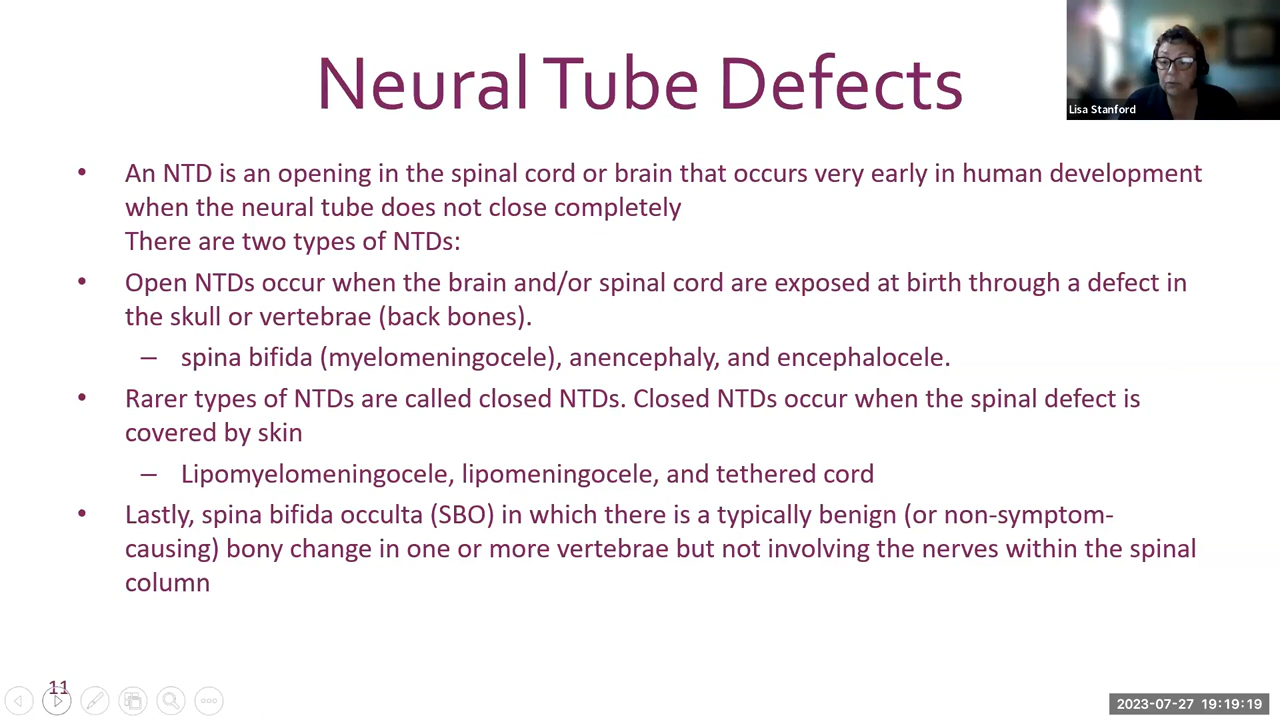 Neural Tube Defects
Lisa Stanford
• An NTD is an opening in the spinal cord or brain that occurs very early in human development
when the neural tube does not close completely
There are two types of NTDs:
• Open NTDs occur when the brain and/or spinal cord are exposed at birth through a defect in
the skull or vertebrae (back bones).
– spina bifida (myelomeningocele), anencephaly, and encephalocele.
• Rarer types of NTDs are called closed NTDs. Closed NTDs occur when the spinal defect is
covered by skin
– Lipomyelomeningocele, lipomeningocele, and tethered cord
• Lastly, spina bifida occulta (SBO) in which there is a typically benign (or non-symptom-
causing) bony change in one or more vertebrae but not involving the nerves within the spinal
column
11
2023-07-27 19:19:19